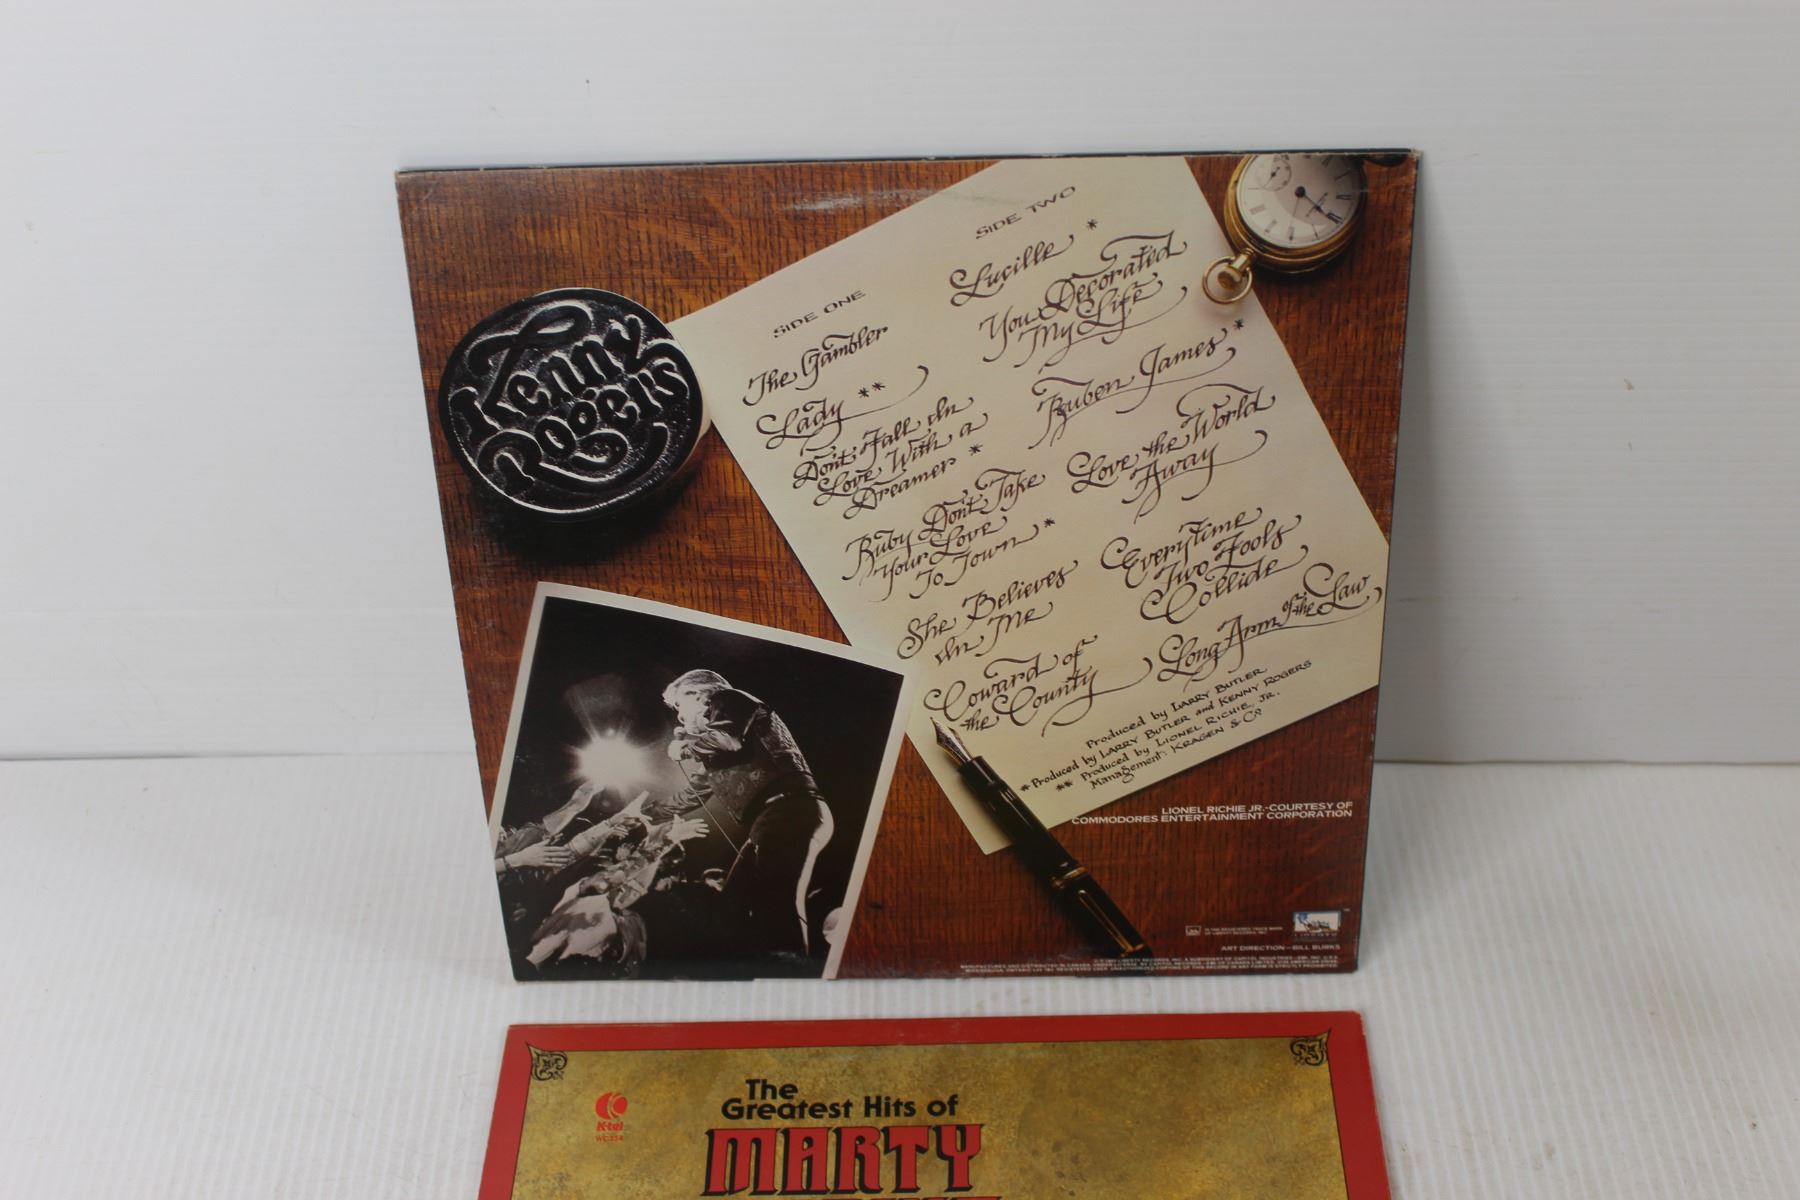 Kenny
Rogers
SIDE ONE
The Gambler
Lady **
Don't Fall In
Love With a
Dreamer *
Ruby Don't Take
Your Love
To Town *
She Believes
In Me
Coward of
the County
SIDE TWO
Lucille *
You Decorated
My Life
Ruben James *
Love the World
Away
Everytime
Two Fools
Collide
Long Arm of the Law
Produced by LARRY BUTLER
*Produced by LARRY BUTLER and KENNY ROGERS
** Produced by LIONEL RICHIE, JR.
Management: KRAGEN & CO
LIONEL RICHIE JR.-COURTESY OF
COMMODORES ENTERTAINMENT CORPORATION
LIBERTY
ART DIRECTION—BILL BURKS
The
Greatest Hits of
MARTY
K-tel
WC 334